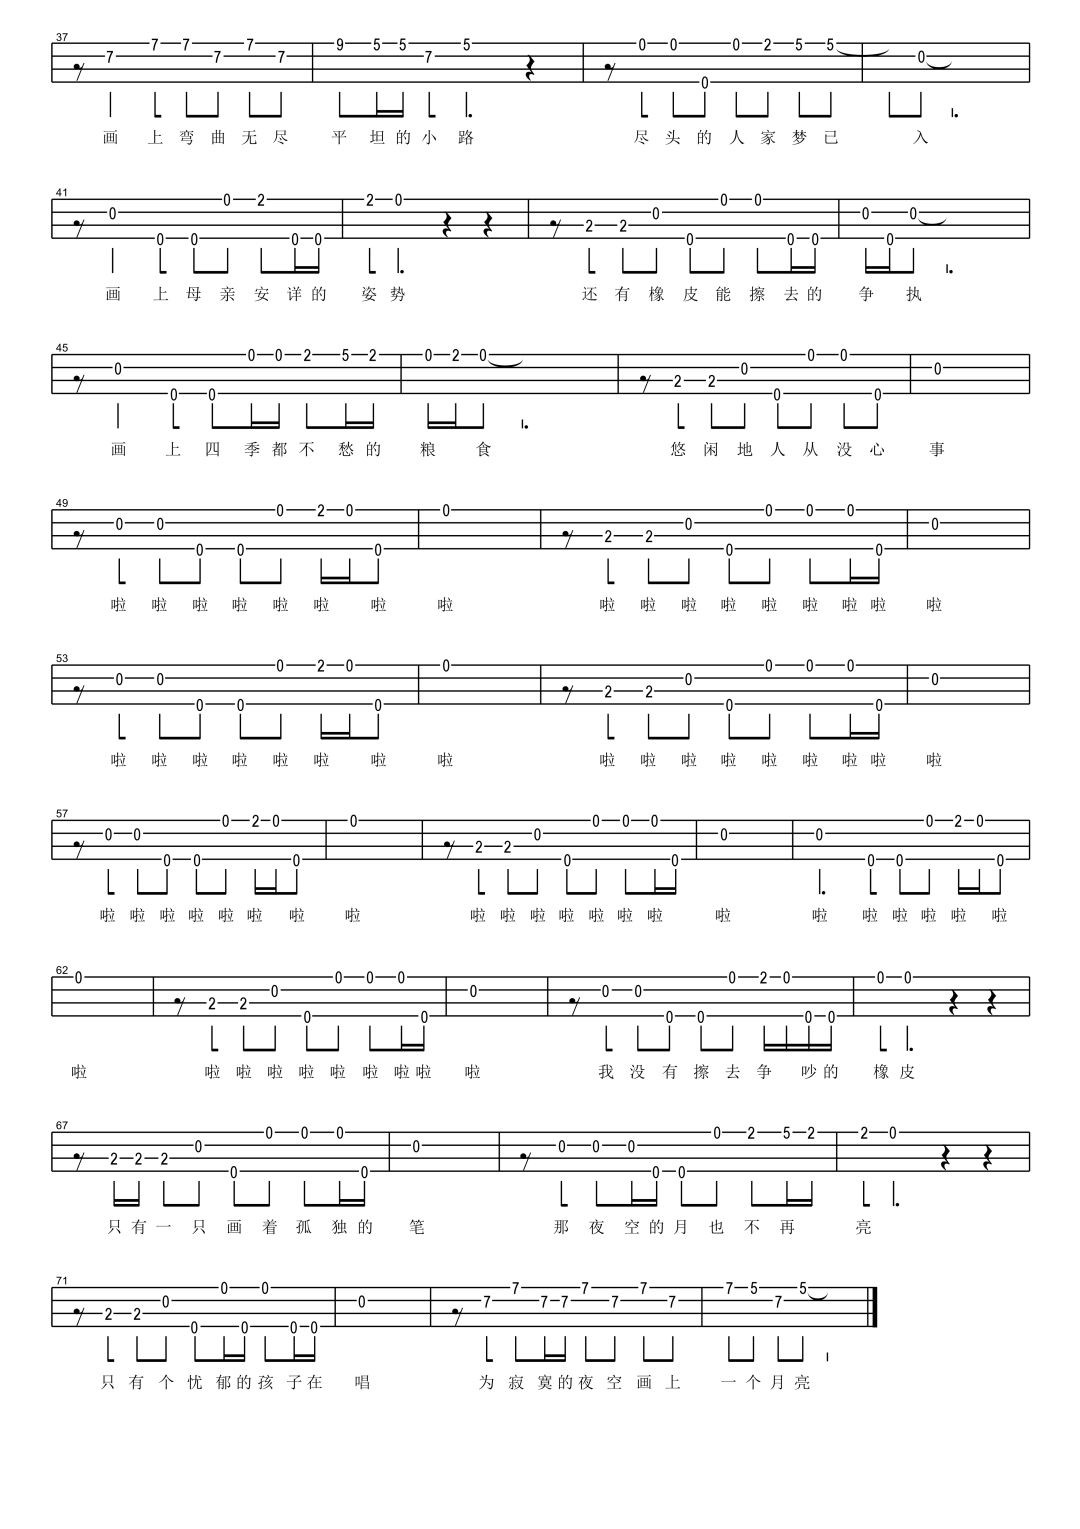 37
7 7 7 7 7 7 9 5 5 7 5 0 0 0 0 2 5 5 0
画 上 弯 曲 无 尽 平 坦 的 小 路 尽 头 的 人 家 梦 已 入
41
0 0 0 0 2 0 0 2 0 2 2 0 0 0 0 0 0 0 0 0
画 上 母 亲 安 详 的 姿 势 还 有 橡 皮 能 擦 去 的 争 执
45
0 0 0 0 0 2 5 2 0 2 0 2 2 0 0 0 0 0 0
画 上 四 季 都 不 愁 的 粮 食 悠 闲 地 人 从 没 心 事
49
0 0 0 0 0 2 0 0 0 2 2 0 0 0 0 0 0 0
啦 啦 啦 啦 啦 啦 啦 啦 啦 啦 啦 啦 啦 啦 啦 啦 啦
53
0 0 0 0 0 2 0 0 0 2 2 0 0 0 0 0 0 0
啦 啦 啦 啦 啦 啦 啦 啦 啦 啦 啦 啦 啦 啦 啦 啦 啦
57
0 0 0 0 0 2 0 0 0 2 2 0 0 0 0 0 0 0 0 0 0 0 2 0 0
啦 啦 啦 啦 啦 啦 啦 啦 啦 啦 啦 啦 啦 啦 啦 啦 啦 啦 啦 啦 啦 啦
62
0 2 2 0 0 0 0 0 0 0 0 0 0 0 0 2 0 0 0 0 0
啦 啦 啦 啦 啦 啦 啦 啦 啦 啦 我 没 有 擦 去 争 吵 的 橡 皮
67
2 2 2 0 0 0 0 0 0 0 0 0 0 0 0 0 2 5 2 2 0
只 有 一 只 画 着 孤 独 的 笔 那 夜 空 的 月 也 不 再 亮
71
2 2 0 0 0 0 0 0 0 0 7 7 7 7 7 7 7 7 7 5 7 5
只 有 个 忧 郁 的 孩 子 在 唱 为 寂 寞 的 夜 空 画 上 一 个 月 亮